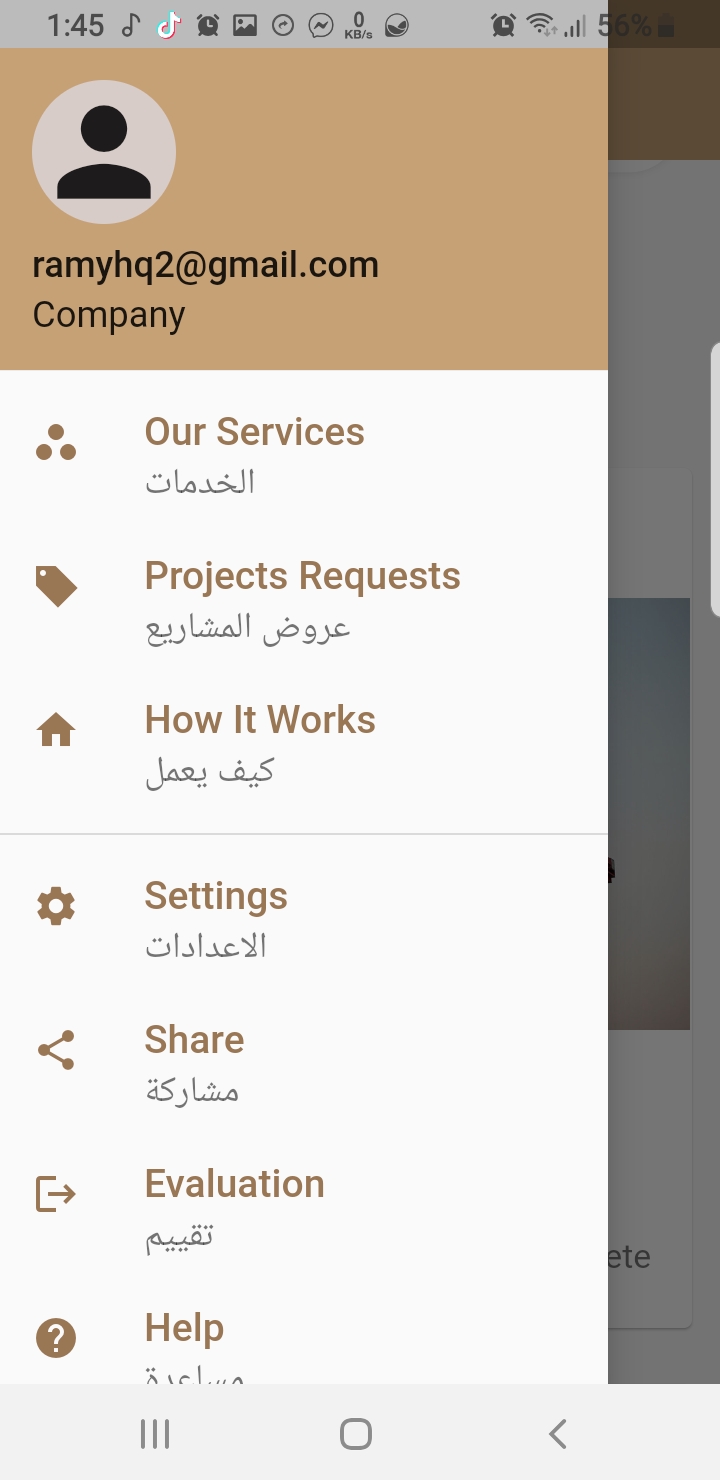 1:45
0
KB/s
56%
ramyhq2@gmail.com
Company
Our Services
الخدمات
Projects Requests
عروض المشاريع
How It Works
كيف يعمل
Settings
الاعدادات
Share
مشاركة
Evaluation
تقييم
ete
Help
مساعدة